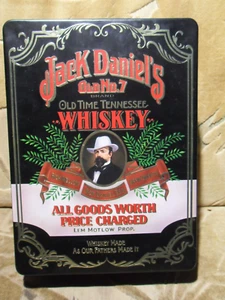 Jack Daniel's
Old No. 7
BRAND
OLD TIME TENNESSEE
WHISKEY
ALL GOODS WORTH
PRICE CHARGED
LEM MOTLOW, PROP.
WHISKEY MADE
AS OUR FATHERS MADE IT